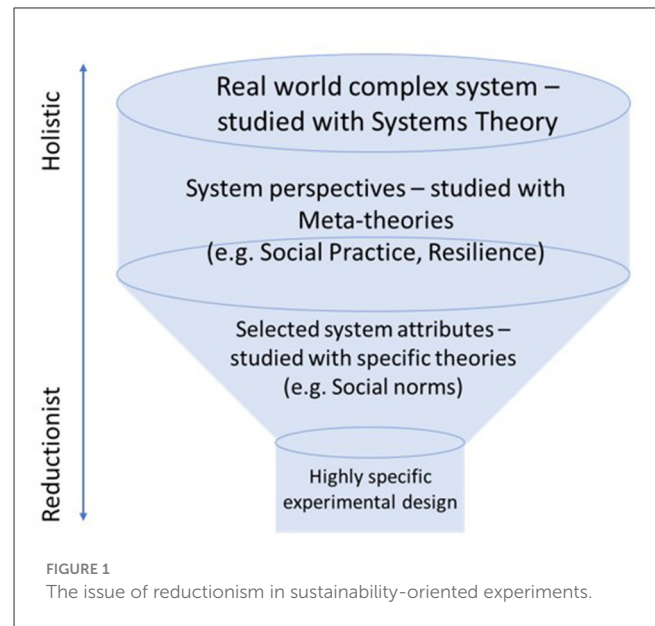 Holistic
Real world complex system –
studied with Systems Theory
System perspectives – studied with
Meta-theories
(e.g. Social Practice, Resilience)
Selected system attributes –
studied with specific theories
(e.g. Social norms)
Reductionist
Highly specific
experimental design
FIGURE 1
The issue of reductionism in sustainability-oriented experiments.